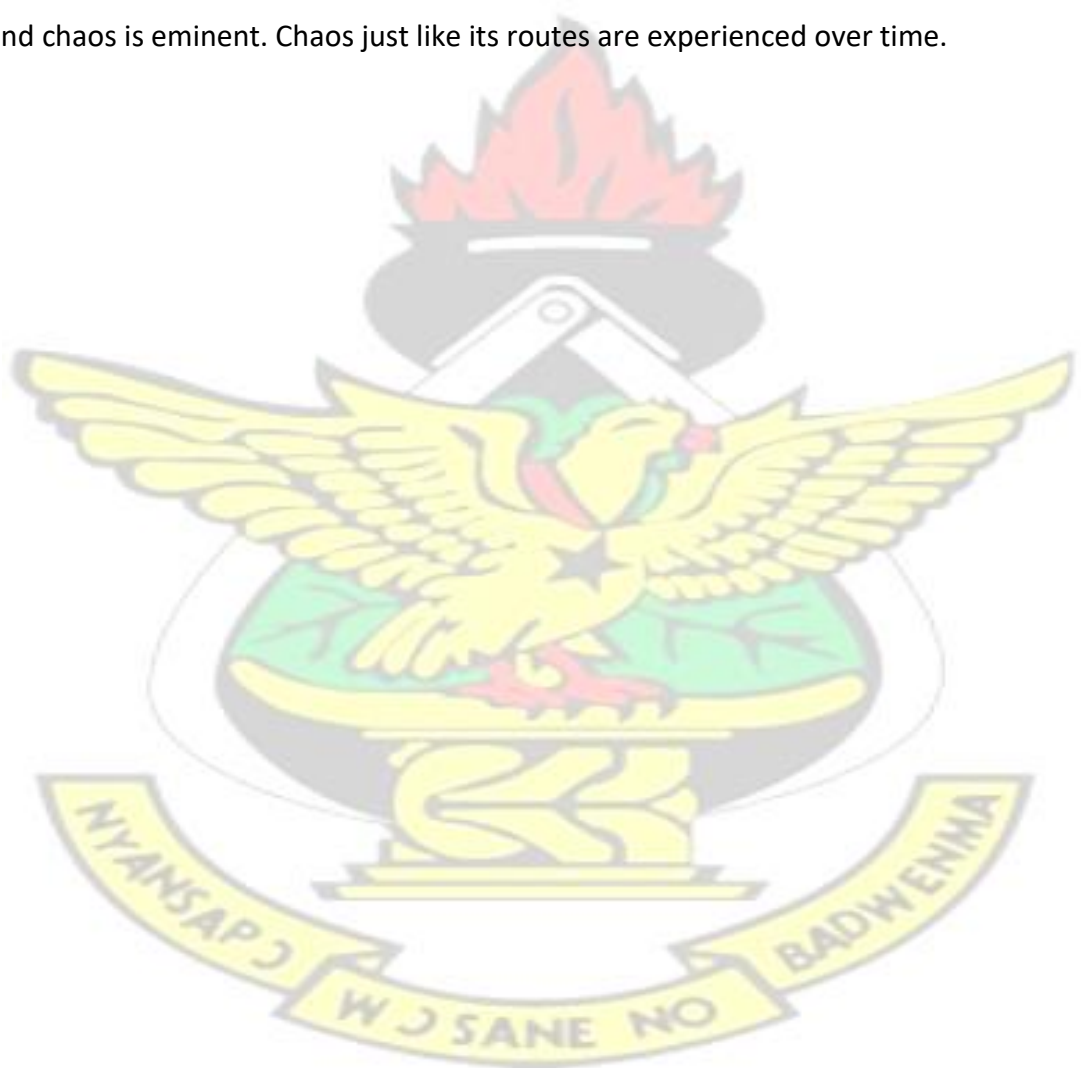 nd chaos is eminent. Chaos just like its routes are experienced over time.
NYANSAPƆ
WƆSANE NO
BADWENMA